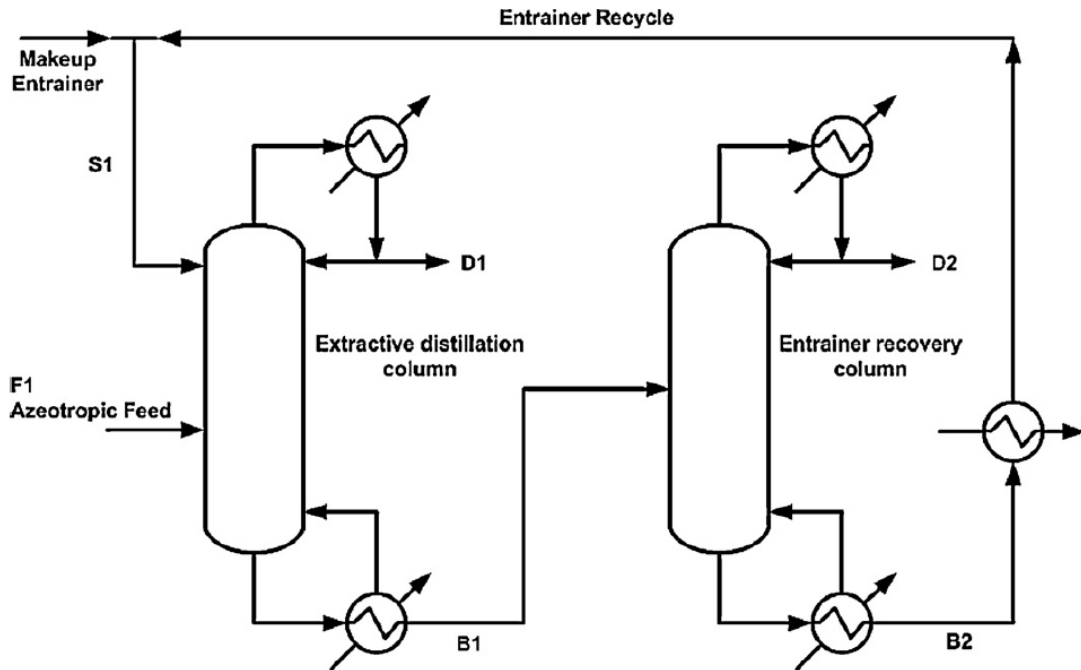 Entrainer Recycle
Makeup
Entrainer
S1
D1
D2
Extractive distillation
column
Entrainer recovery
column
F1
Azeotropic Feed
B1
B2